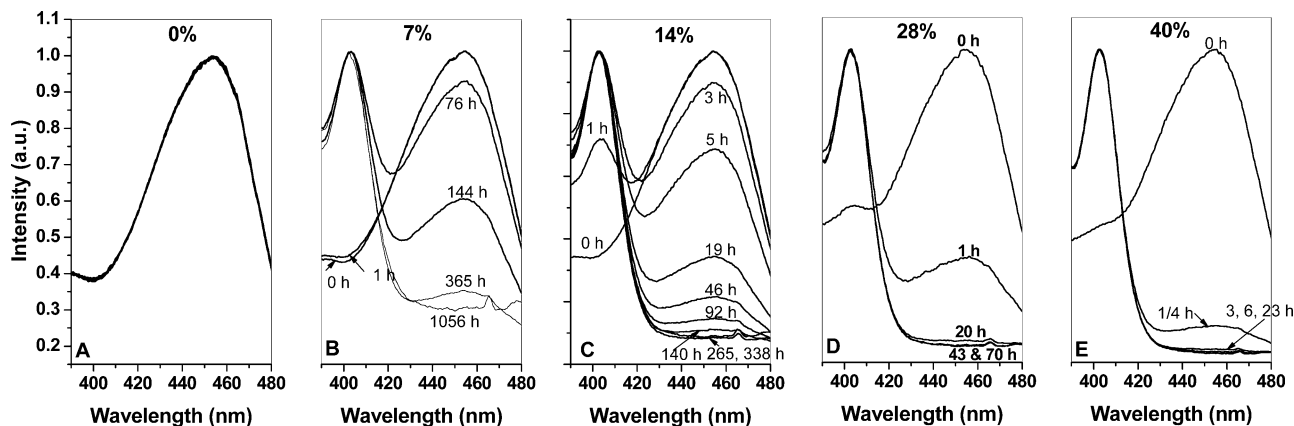 0%
7%
14%
28%
40%
Intensity (a.u.)
1.1
1.0
0.9
0.8
0.7
0.6
0.5
0.4
0.3
0.2
A
400 420 440 460 480
Wavelength (nm)
76 h
144 h
0 h
1 h
365 h
1056 h
B
400 420 440 460 480
Wavelength (nm)
3 h
1 h
5 h
0 h
19 h
46 h
92 h
140 h
265, 338 h
C
400 420 440 460 480
Wavelength (nm)
0 h
1 h
20 h
43 & 70 h
D
400 420 440 460 480
Wavelength (nm)
0 h
1/4 h
3, 6, 23 h
E
400 420 440 460 480
Wavelength (nm)